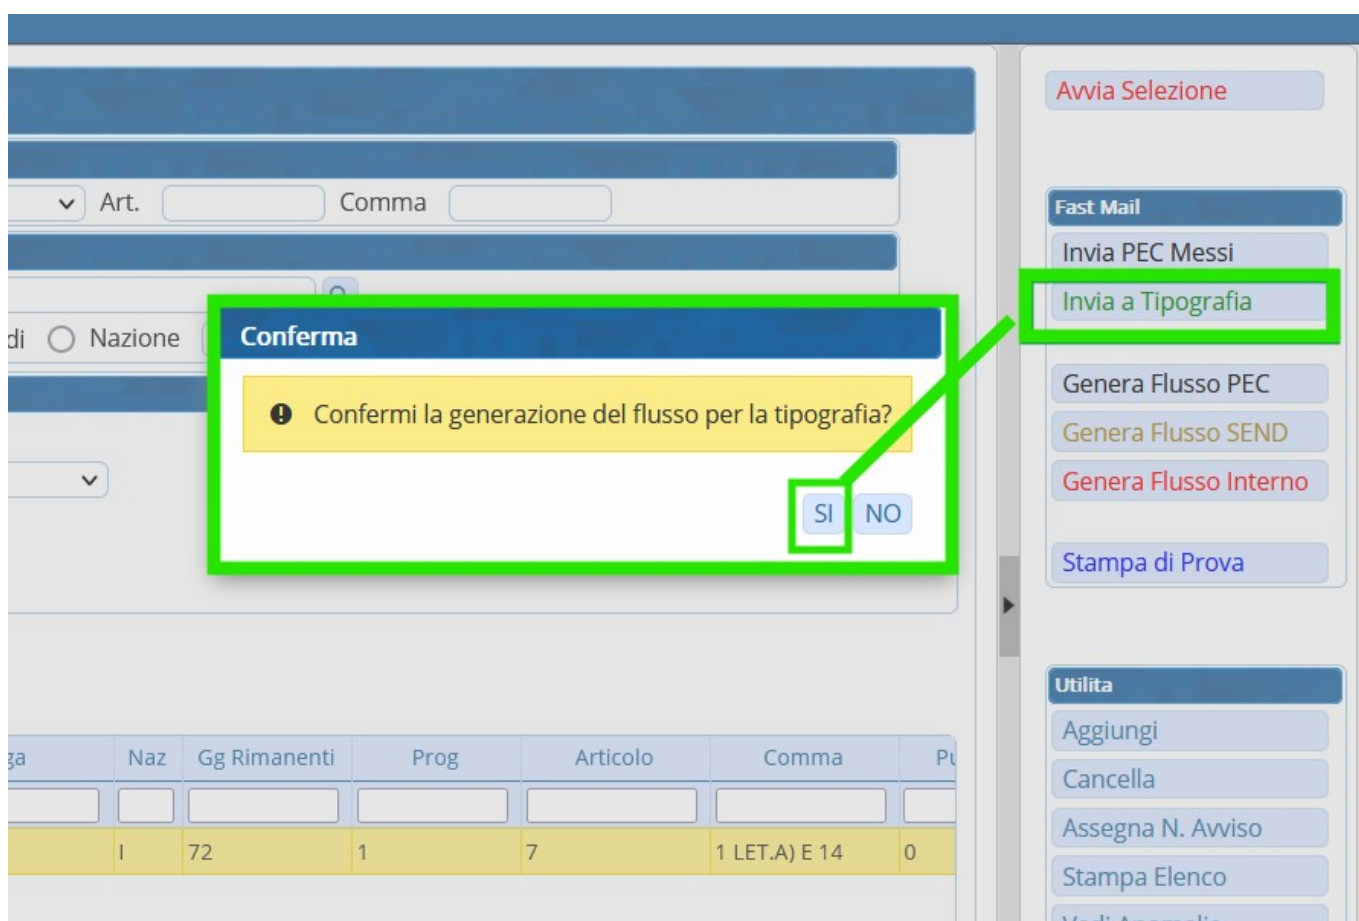 Avvia Selezione
Art.
Comma
Fast Mail
Invia PEC Messi
Invia a Tipografia
di
Nazione
Conferma
Confermi la generazione del flusso per la tipografia?
SI
NO
Genera Flusso PEC
Genera Flusso SEND
Genera Flusso Interno
Stampa di Prova
Utilita
Aggiungi
Cancella
Assegna N. Avviso
Stampa Elenco
ga Naz Gg Rimanenti Prog Articolo Comma
I 72 1 7 1 LET.A) E 14 0